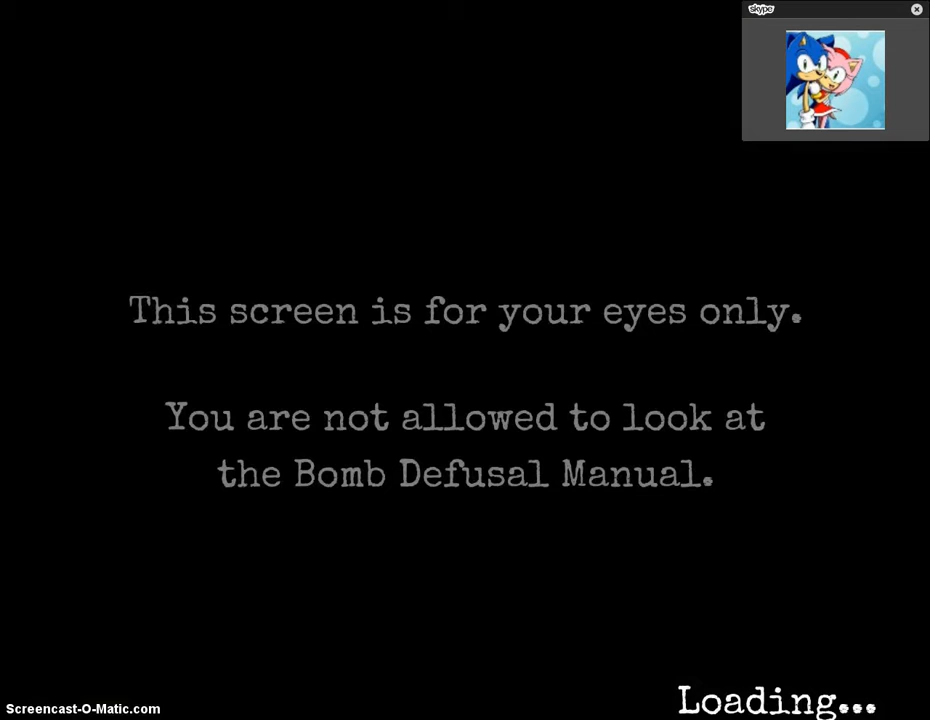 skype
This screen is for your eyes only.
You are not allowed to look at
the Bomb Defusal Manual.
Loading...
Screencast-O-Matic.com